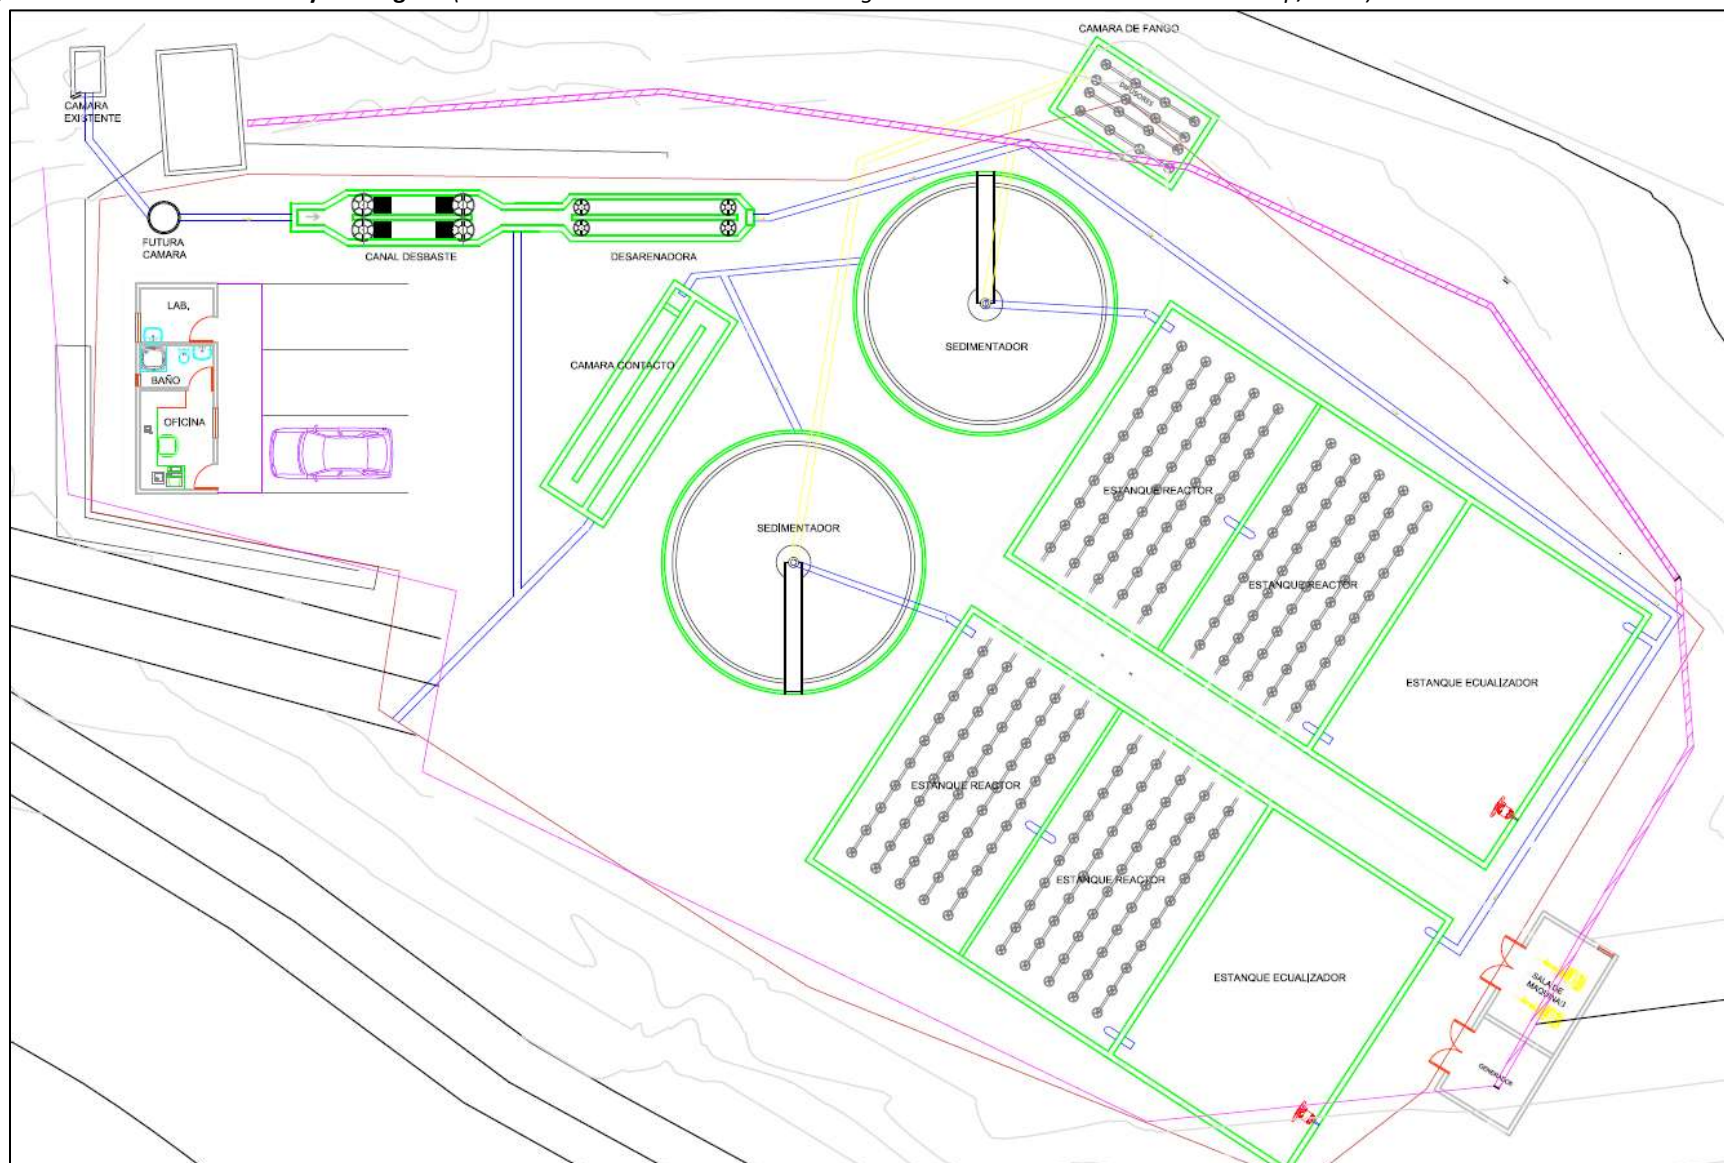 CAMARA DE FANGO
DIFUSORES
CAMARA
EXISTENTE
FUTURA
CAMARA
CANAL DESBASTE
DESARENADORA
LAB.
BAÑO
OFICINA
CAMARA CONTACTO
SEDIMENTADOR
SEDIMENTADOR
ESTANQUE REACTOR
ESTANQUE REACTOR
ESTANQUE ECUALIZADOR
ESTANQUE REACTOR
ESTANQUE REACTOR
ESTANQUE ECUALIZADOR
SALA DE
MAQUINAS
GENERADOR